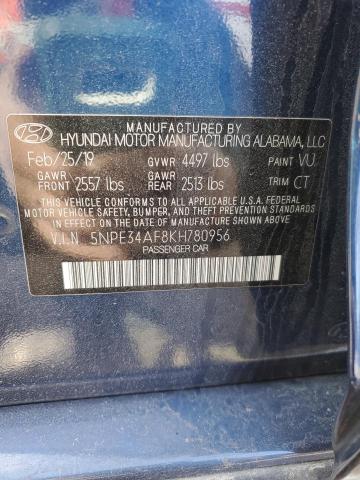 MANUFACTURED BY
HYUNDAI MOTOR MANUFACTURING ALABAMA, LLC
Feb/25/19 GVWR 4497 lbs PAINT VU
GAWR FRONT 2557 lbs GAWR REAR 2513 lbs TRIM CT
THIS VEHICLE CONFORMS TO ALL APPLICABLE U.S.A. FEDERAL
MOTOR VEHICLE SAFETY, BUMPER, AND THEFT PREVENTION STANDARDS
IN EFFECT ON THE DATE OF MANUFACTURE SHOWN ABOVE.
V.I.N. 5NPE34AF8KH780956
PASSENGER CAR